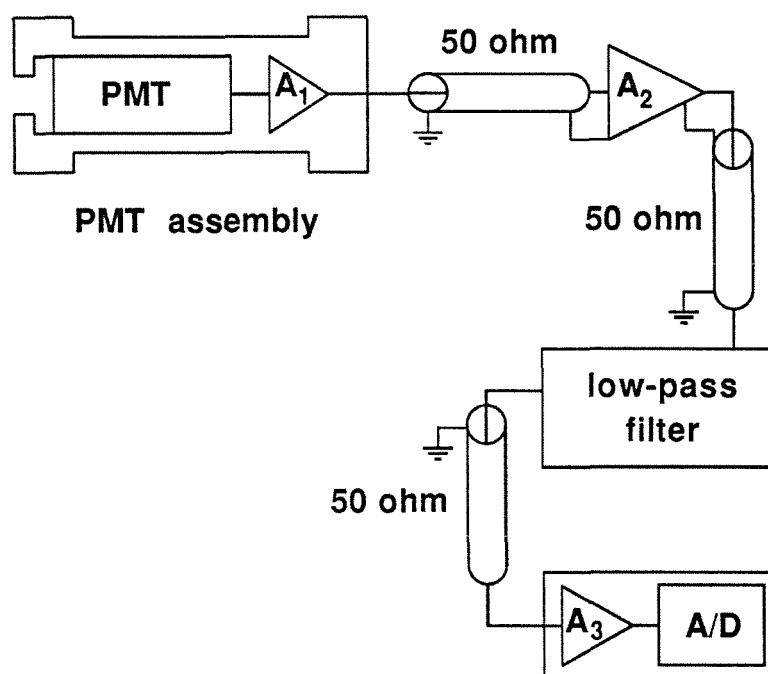 50 ohm
PMT
A1
A2
PMT assembly
50 ohm
low-pass
filter
50 ohm
A3
A/D